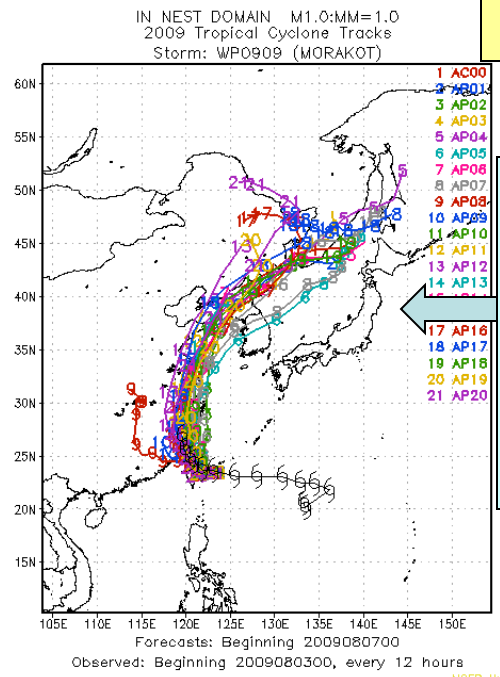 IN NEST DOMAIN M1.0:MM=1.0
2009 Tropical Cyclone Tracks
Storm: WP0909 (MORAKOT)
60N
55N
50N
45N
40N
35N
30N
25N
20N
15N
1 AC00
2 AP01
3 AP02
4 AP03
5 AP04
6 AP05
7 AP06
8 AP07
9 AP08
10 AP09
11 AP10
12 AP11
13 AP12
14 AP13
17 AP16
18 AP17
19 AP18
20 AP19
21 AP20
105E 110E 115E 120E 125E 130E 135E 140E 145E 150E
Forecasts: Beginning 2009080700
Observed: Beginning 2009080300, every 12 hours